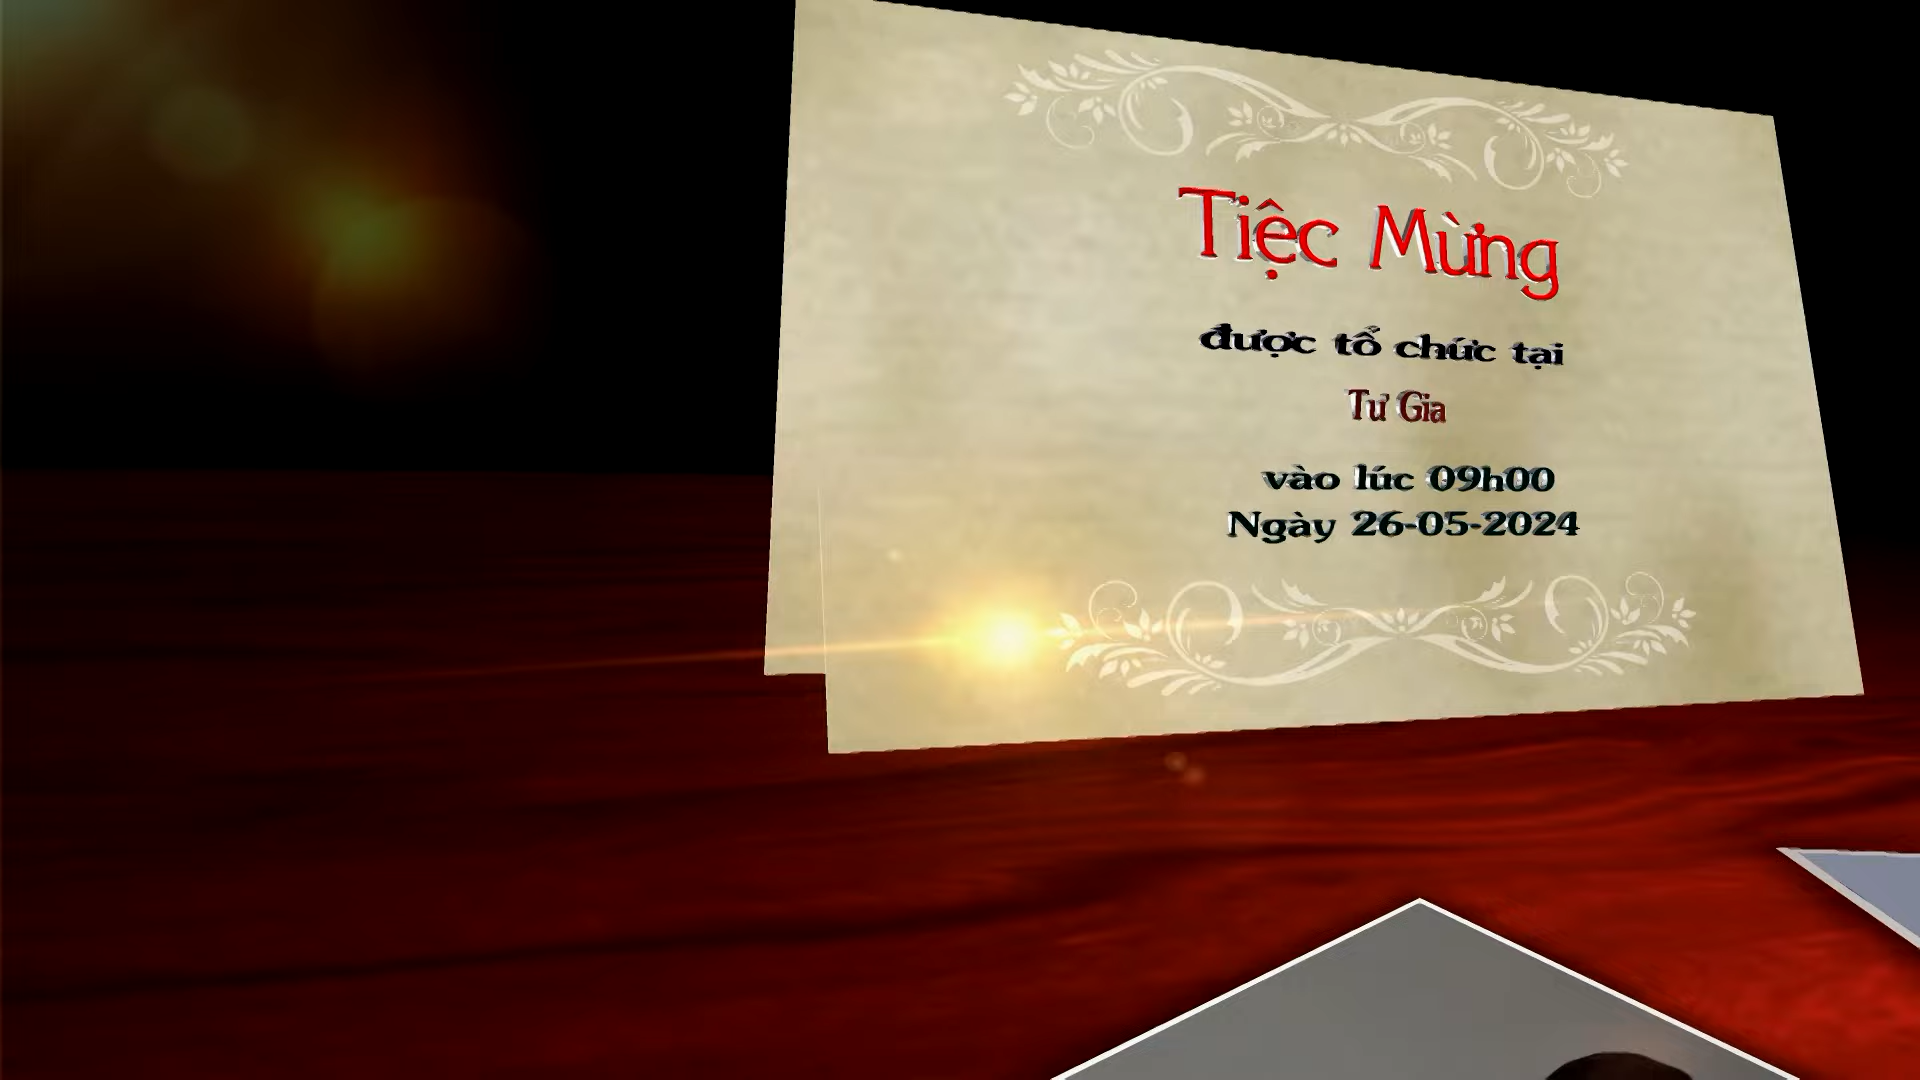 Tiệc Mừng
được tổ chức tại
Tư Gia
vào lúc 09h00
Ngày 26-05-2024